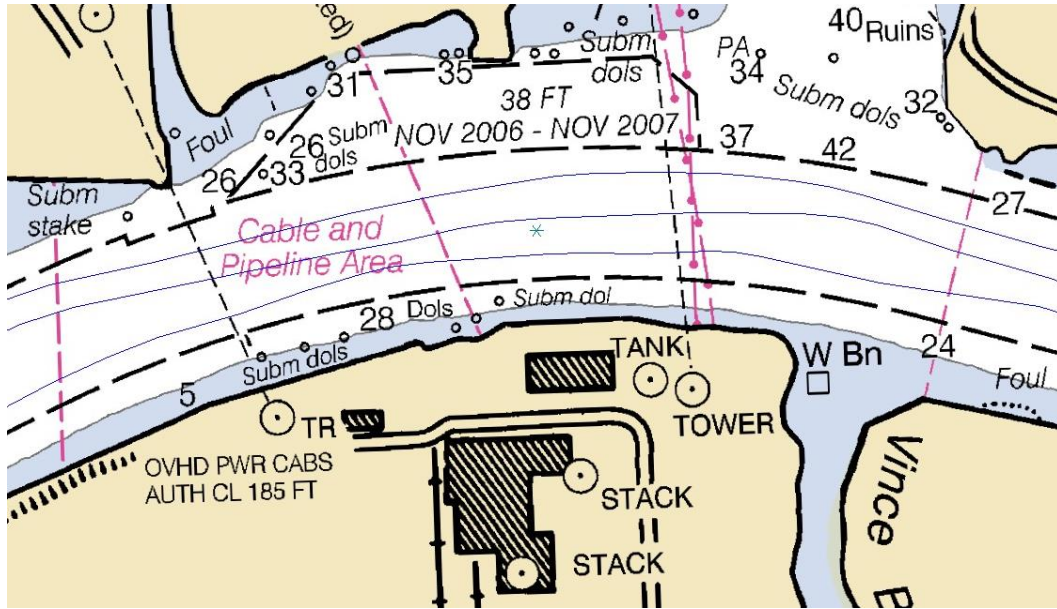 ed)
40 Ruins
Subm
dols
PA
35
34
31
Subm dols
32
38 FT
NOV 2006 - NOV 2007
Foul
26 Subm
dols
33
37
42
26
27
Subm
stake
Cable and
Pipeline Area
28 Dols
Subm dol
Subm dols
TANK
W Bn
24
5
Foul
TR
TOWER
OVHD PWR CABS
AUTH CL 185 FT
STACK
STACK
Vince
B